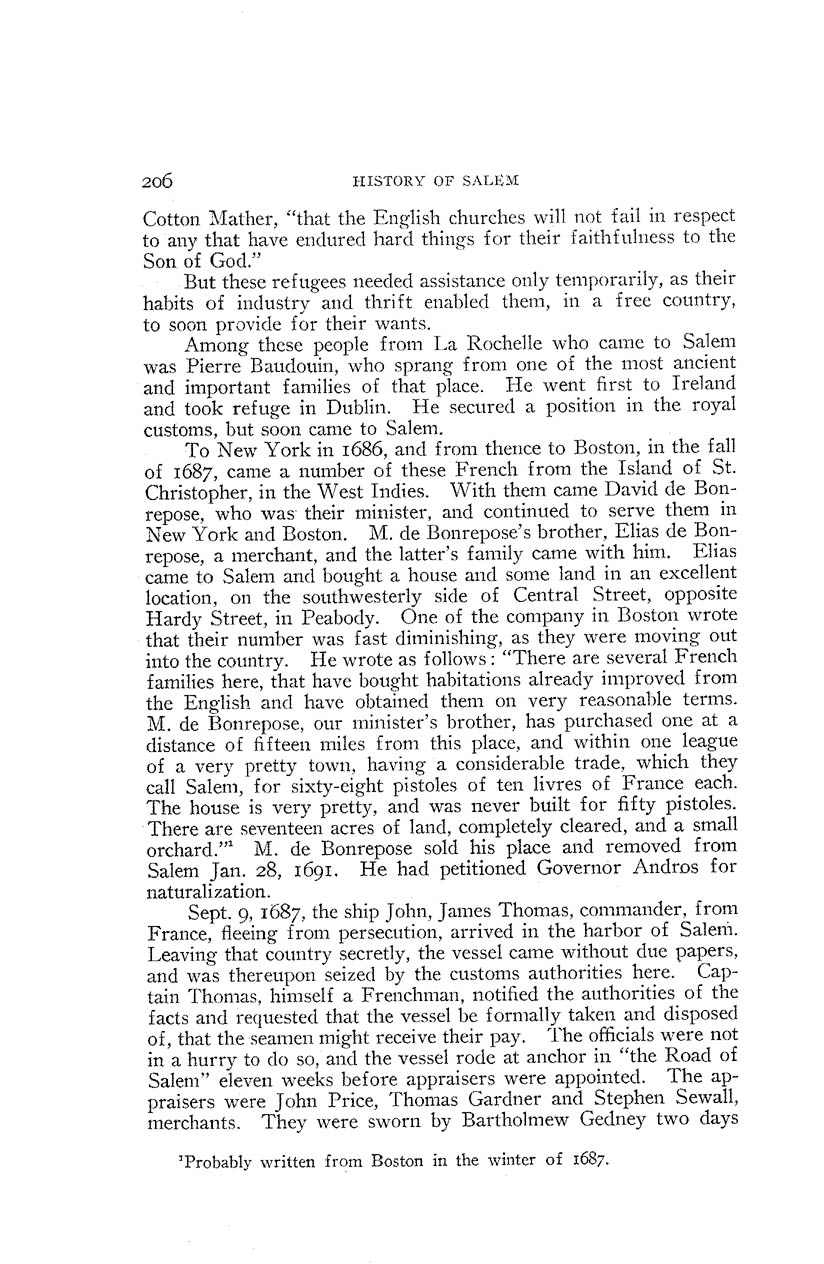 206 HISTORY OF SALEM
Cotton Mather, “that the English churches will not fail in respect
to any that have endured hard things for their faithfulness to the
Son of God.”
But these refugees needed assistance only temporarily, as their
habits of industry and thrift enabled them, in a free country,
to soon provide for their wants.
Among these people from La Rochelle who came to Salem
was Pierre Baudouin, who sprang from one of the most ancient
and important families of that place. He went first to Ireland
and took refuge in Dublin. He secured a position in the royal
customs, but soon came to Salem.
To New York in 1686, and from thence to Boston, in the fall
of 1687, came a number of these French from the Island of St.
Christopher, in the West Indies. With them came David de Bon-
repose, who was their minister, and continued to serve them in
New York and Boston. M. de Bonrepose’s brother, Elias de Bon-
repose, a merchant, and the latter’s family came with him. Elias
came to Salem and bought a house and some land in an excellent
location, on the southwesterly side of Central Street, opposite
Hardy Street, in Peabody. One of the company in Boston wrote
that their number was fast diminishing, as they were moving out
into the country. He wrote as follows: “There are several French
families here, that have bought habitations already improved from
the English and have obtained them on very reasonable terms.
M. de Bonrepose, our minister’s brother, has purchased one at a
distance of fifteen miles from this place, and within one league
of a very pretty town, having a considerable trade, which they
call Salem, for sixty-eight pistoles of ten livres of France each.
The house is very pretty, and was never built for fifty pistoles.
There are seventeen acres of land, completely cleared, and a small
orchard.”¹ M. de Bonrepose sold his place and removed from
Salem Jan. 28, 1691. He had petitioned Governor Andros for
naturalization.
Sept. 9, 1687, the ship John, James Thomas, commander, from
France, fleeing from persecution, arrived in the harbor of Salem.
Leaving that country secretly, the vessel came without due papers,
and was thereupon seized by the customs authorities here. Cap-
tain Thomas, himself a Frenchman, notified the authorities of the
facts and requested that the vessel be formally taken and disposed
of, that the seamen might receive their pay. The officials were not
in a hurry to do so, and the vessel rode at anchor in “the Road of
Salem” eleven weeks before appraisers were appointed. The ap-
praisers were John Price, Thomas Gardner and Stephen Sewall,
merchants. They were sworn by Bartholmew Gedney two days
¹Probably written from Boston in the winter of 1687.